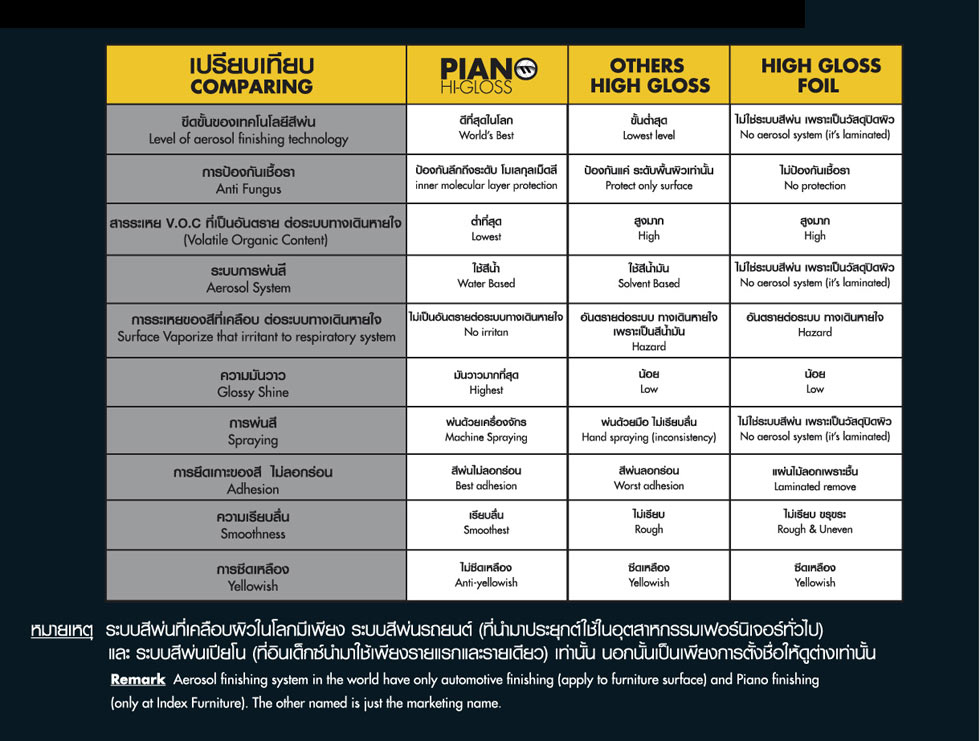 เปรียบเทียบ
COMPARING
PIANO
HI-GLOSS
OTHERS
HIGH GLOSS
HIGH GLOSS
FOIL
ขีดขั้นของเทคโนโลยีสีพ่น
Level of aerosol finishing technology
ดีที่สุดในโลก
World's Best
ขั้นต่ำสุด
Lowest level
ไม่ใช่ระบบสีพ่น เพราะเป็นวัสดุปิดผิว
No aerosol system (it's laminated)
การป้องกันเชื้อรา
Anti Fungus
ป้องกันลึกถึงระดับ โมเลกุลเม็ดสี
inner molecular layer protection
ป้องกันแค่ ระดับพื้นผิวเท่านั้น
Protect only surface
ไม่ป้องกันเชื้อรา
No protection
สารระเหย V.O.C ที่เป็นอันตราย ต่อระบบทางเดินหายใจ
(Volatile Organic Content)
ต่ำที่สุด
Lowest
สูงมาก
High
สูงมาก
High
ระบบการพ่นสี
Aerosol System
ใช้สีน้ำ
Water Based
ใช้สีน้ำมัน
Solvent Based
ไม่ใช่ระบบสีพ่น เพราะเป็นวัสดุปิดผิว
No aerosol system (it's laminated)
การระเหยของสีที่เคลือบ ต่อระบบทางเดินหายใจ
Surface Vaporize that irritant to respiratory system
ไม่เป็นอันตรายต่อระบบทางเดินหายใจ
No irritan
อันตรายต่อระบบ ทางเดินหายใจ
เพราะเป็นสีน้ำมัน
Hazard
อันตรายต่อระบบ ทางเดินหายใจ
Hazard
ความมันวาว
Glossy Shine
มันวาวมากที่สุด
Highest
น้อย
Low
น้อย
Low
การพ่นสี
Spraying
พ่นด้วยเครื่องจักร
Machine Spraying
พ่นด้วยมือ ไม่เรียบลื่น
Hand spraying (inconsistency)
ไม่ใช่ระบบสีพ่น เพราะเป็นวัสดุปิดผิว
No aerosol system (it's laminated)
การยึดเกาะของสี ไม่ลอกร่อน
Adhesion
สีพ่นไม่ลอกร่อน
Best adhesion
สีพ่นลอกร่อน
Worst adhesion
แผ่นไม้ลอกเพราะชื้น
Laminated remove
ความเรียบลื่น
Smoothness
เรียบลื่น
Smoothest
ไม่เรียบ
Rough
ไม่เรียบ ขรุขระ
Rough & Uneven
การซีดเหลือง
Yellowish
ไม่ซีดเหลือง
Anti-yellowish
ซีดเหลือง
Yellowish
ซีดเหลือง
Yellowish
หมายเหตุ ระบบสีพ่นที่เคลือบผิวในโลกมีเพียง ระบบสีพ่นรถยนต์ (ที่นำมาประยุกต์ใช้ในอุตสาหกรรมเฟอร์นิเจอร์ทั่วไป)
และ ระบบสีพ่นเปียโน (ที่อินเด็กซ์นำมาใช้เพียงรายแรกและรายเดียว) เท่านั้น นอกนั้นเป็นเพียงการตั้งชื่อให้ดูต่างเท่านั้น
Remark Aerosol finishing system in the world have only automotive finishing (apply to furniture surface) and Piano finishing
(only at Index Furniture). The other named is just the marketing name.